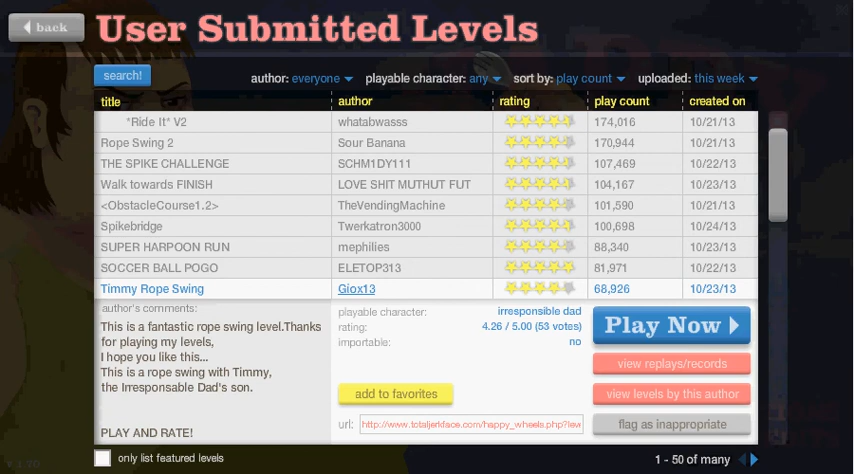 back
User Submitted Levels
search!
author: everyone playable character: any sort by: play count uploaded: this week
title author rating play count created on
*Ride It* V2 whatabwasss 174,016 10/21/13
Rope Swing 2 Sour Banana 170,944 10/21/13
THE SPIKE CHALLENGE SCHM1DY111 107,469 10/22/13
Walk towards FINISH LOVE SHIT MUTHUT FUT 104,167 10/23/13
<ObstacleCourse1.2> TheVendingMachine 101,590 10/21/13
Spikebridge Twerkatron3000 100,698 10/24/13
SUPER HARPOON RUN mephilies 88,340 10/23/13
SOCCER BALL POGO ELETOP313 81,971 10/22/13
Timmy Rope Swing Giox13 68,926 10/23/13
author's comments:
This is a fantastic rope swing level.Thanks
for playing my levels,
I hope you like this...
This is a rope swing with Timmy,
the Irresponsable Dad's son.
PLAY AND RATE!
playable character: irresponsible dad
rating: 4.26 / 5.00 (53 votes)
importable: no
add to favorites
url: http://www.totaljerkface.com/happy_wheels.php?leve
Play Now
view replays/records
view levels by this author
flag as inappropriate
only list featured levels
1 - 50 of many